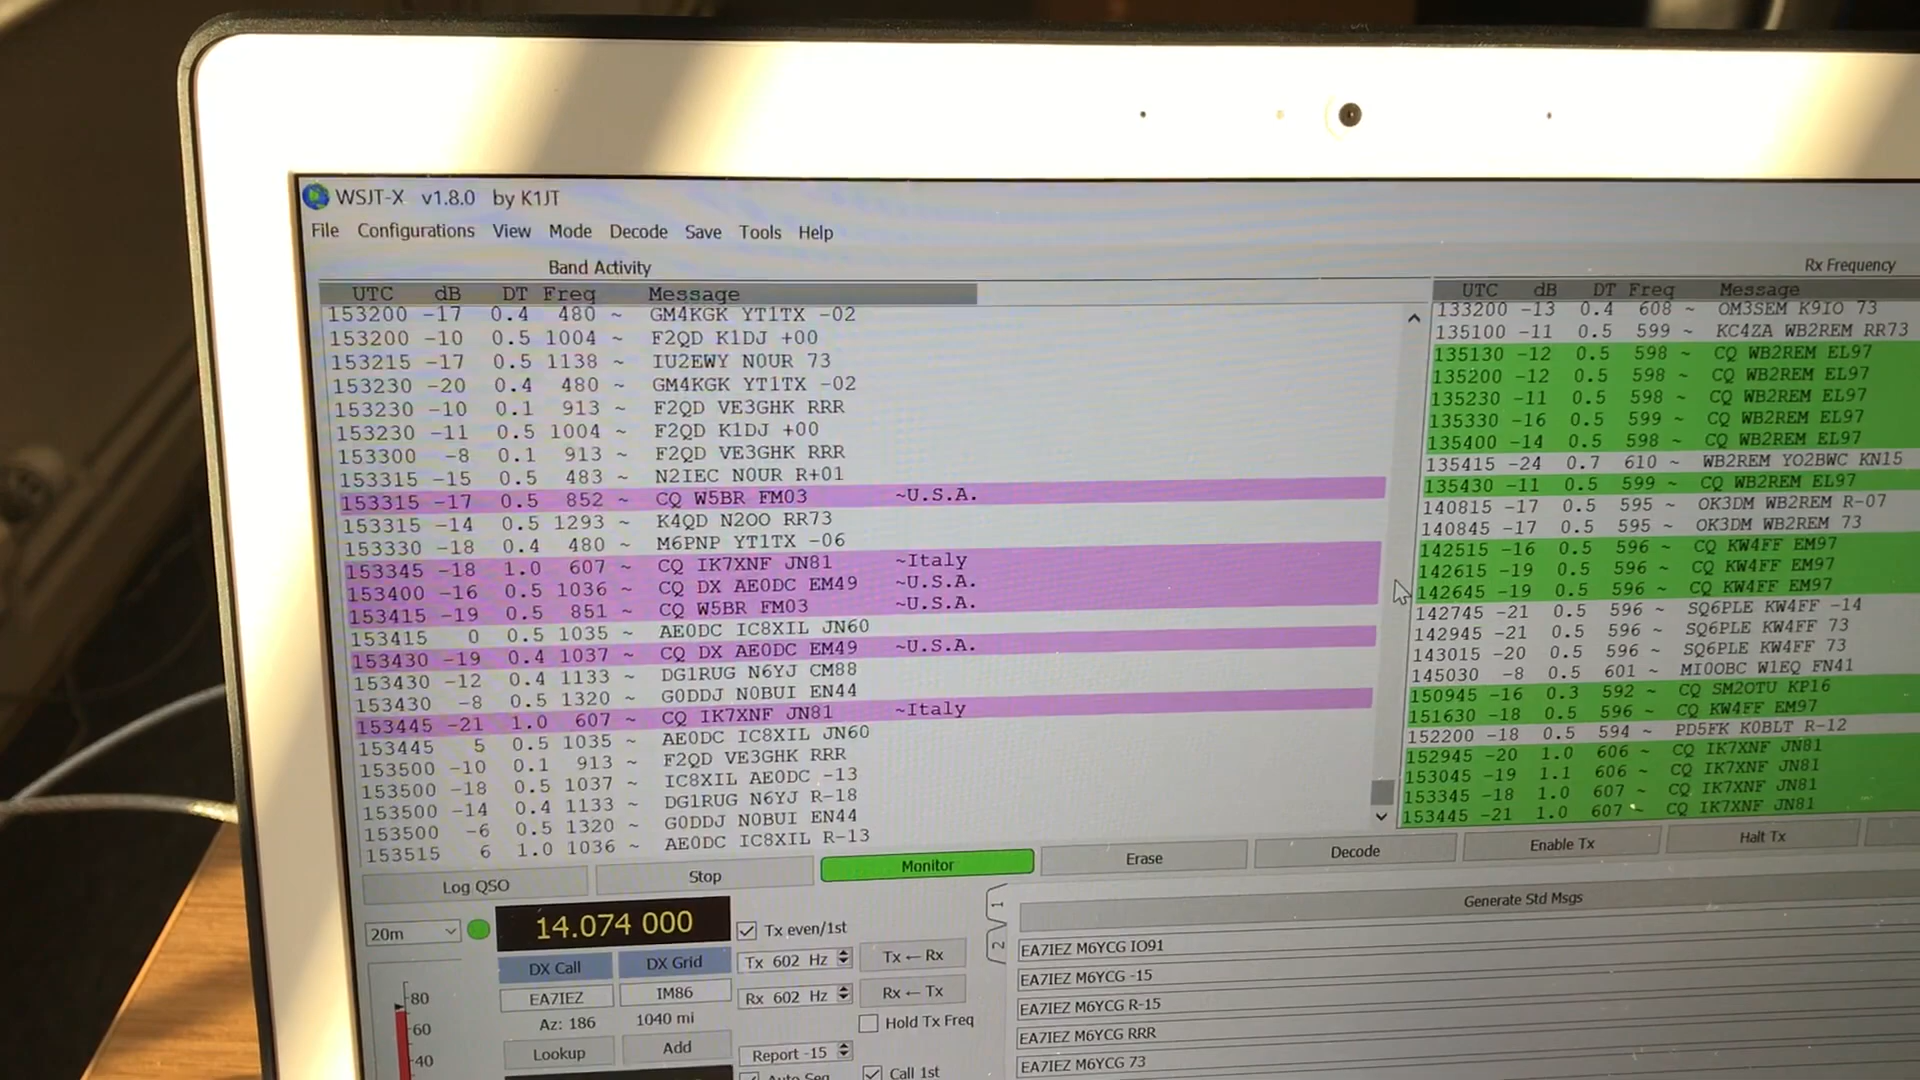 WSJT-X v1.8.0 by K1JT
File Configurations View Mode Decode Save Tools Help
Band Activity
UTC dB DT Freq Message
153200 -17 0.4 480 ~ GM4KGK YT1TX -02
153200 -10 0.5 1004 ~ F2QD K1DJ +00
153215 -17 0.5 1138 ~ IU2EWY N0UR 73
153230 -20 0.4 480 ~ GM4KGK YT1TX -02
153230 -10 0.1 913 ~ F2QD VE3GHK RRR
153230 -11 0.5 1004 ~ F2QD K1DJ +00
153300 -8 0.1 913 ~ F2QD VE3GHK RRR
153315 -15 0.5 483 ~ N2IEC N0UR R+01
153315 -17 0.5 852 ~ CQ W5BR FM03 ~U.S.A.
153315 -14 0.5 1293 ~ K4QD N2OO RR73
153330 -18 0.4 480 ~ M6PNP YT1TX -06
153345 -18 1.0 607 ~ CQ IK7XNF JN81 ~Italy
153400 -16 0.5 1036 ~ CQ DX AE0DC EM49 ~U.S.A.
153415 -19 0.5 851 ~ CQ W5BR FM03 ~U.S.A.
153415 0 0.5 1035 ~ AE0DC IC8XIL JN60
153430 -19 0.4 1037 ~ CQ DX AE0DC EM49 ~U.S.A.
153430 -12 0.4 1133 ~ DG1RUG N6YJ CM88
153430 -8 0.5 1320 ~ G0DDJ N0BUI EN44
153445 -21 1.0 607 ~ CQ IK7XNF JN81 ~Italy
153445 5 0.5 1035 ~ AE0DC IC8XIL JN60
153500 -10 0.1 913 ~ F2QD VE3GHK RRR
153500 -18 0.5 1037 ~ IC8XIL AE0DC -13
153500 -14 0.4 1133 ~ DG1RUG N6YJ R-18
153500 -6 0.5 1320 ~ G0DDJ N0BUI EN44
153515 6 1.0 1036 ~ AE0DC IC8XIL R-13
Rx Frequency
UTC dB DT Freq Message
133200 -13 0.4 608 ~ OM3SEM K9IO 73
135100 -11 0.5 599 ~ KC4ZA WB2REM RR73
135130 -12 0.5 598 ~ CQ WB2REM EL97
135200 -12 0.5 598 ~ CQ WB2REM EL97
135230 -11 0.5 598 ~ CQ WB2REM EL97
135330 -16 0.5 599 ~ CQ WB2REM EL97
135400 -14 0.5 598 ~ CQ WB2REM EL97
135415 -24 0.7 610 ~ WB2REM YO2BWC KN15
135430 -11 0.5 599 ~ CQ WB2REM EL97
140815 -17 0.5 595 ~ OK3DM WB2REM R-07
140845 -17 0.5 595 ~ OK3DM WB2REM 73
142515 -16 0.5 596 ~ CQ KW4FF EM97
142615 -19 0.5 596 ~ CQ KW4FF EM97
142645 -19 0.5 596 ~ CQ KW4FF EM97
142745 -21 0.5 596 ~ SQ6PLE KW4FF -14
142945 -21 0.5 596 ~ SQ6PLE KW4FF 73
143015 -20 0.5 596 ~ SQ6PLE KW4FF 73
145030 -8 0.5 601 ~ MI0OBC W1EQ FN41
150945 -16 0.3 592 ~ CQ SM2OTU KP16
151630 -18 0.5 596 ~ CQ KW4FF EM97
152200 -18 0.5 594 ~ PD5FK K0BLT R-12
152945 -20 1.0 606 ~ CQ IK7XNF JN81
153045 -19 1.1 606 ~ CQ IK7XNF JN81
153345 -18 1.0 607 ~ CQ IK7XNF JN81
153445 -21 1.0 607 ~ CQ IK7XNF JN81
Log QSO Stop Monitor Erase Decode Enable Tx Halt Tx
20m 14.074 000 Tx even/1st
DX Call DX Grid Tx 602 Hz Tx ← Rx
EA7IEZ IM86 Rx 602 Hz Rx ← Tx
Az: 186 1040 mi Hold Tx Freq
Lookup Add Report -15
Auto Seq Call 1st
80
60
40
1
2
Generate Std Msgs
EA7IEZ M6YCG IO91
EA7IEZ M6YCG -15
EA7IEZ M6YCG R-15
EA7IEZ M6YCG RRR
EA7IEZ M6YCG 73